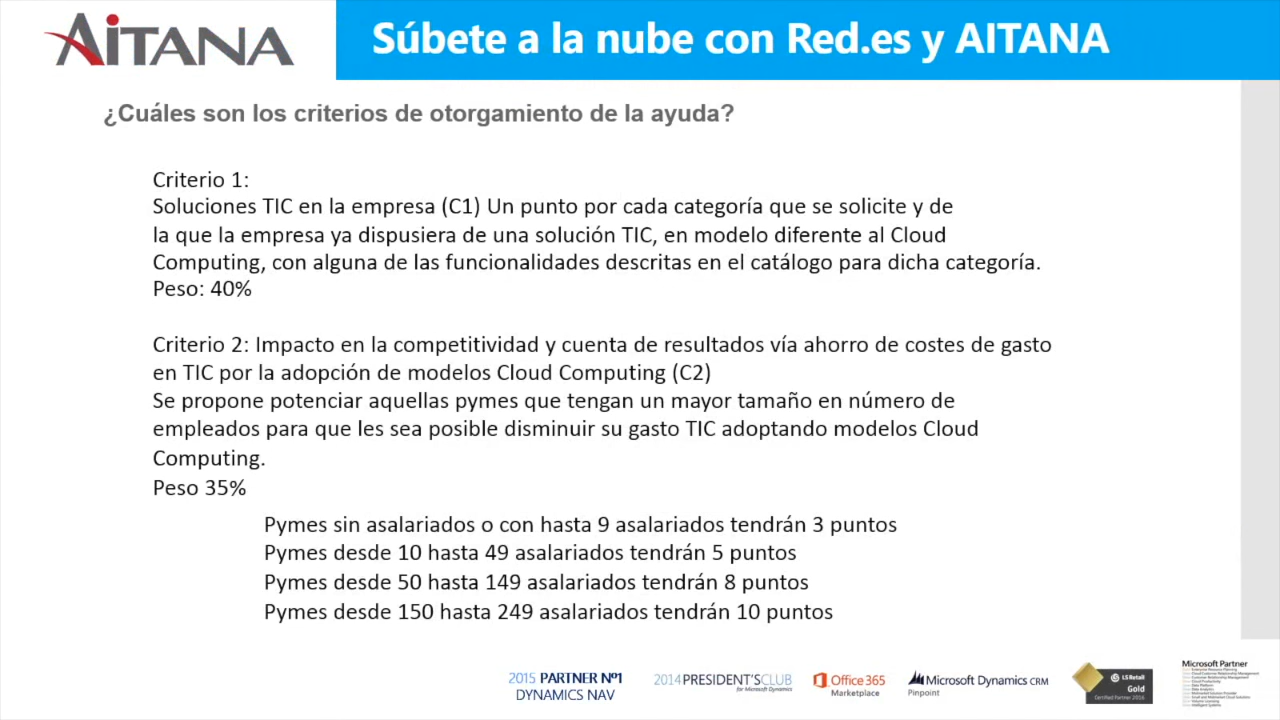 AITANA
Súbete a la nube con Red.es y AITANA
¿Cuáles son los criterios de otorgamiento de la ayuda?
Criterio 1:
Soluciones TIC en la empresa (C1) Un punto por cada categoría que se solicite y de
la que la empresa ya dispusiera de una solución TIC, en modelo diferente al Cloud
Computing, con alguna de las funcionalidades descritas en el catálogo para dicha categoría.
Peso: 40%
Criterio 2: Impacto en la competitividad y cuenta de resultados vía ahorro de costes de gasto
en TIC por la adopción de modelos Cloud Computing (C2)
Se propone potenciar aquellas pymes que tengan un mayor tamaño en número de
empleados para que les sea posible disminuir su gasto TIC adoptando modelos Cloud
Computing.
Peso 35%
Pymes sin asalariados o con hasta 9 asalariados tendrán 3 puntos
Pymes desde 10 hasta 49 asalariados tendrán 5 puntos
Pymes desde 50 hasta 149 asalariados tendrán 8 puntos
Pymes desde 150 hasta 249 asalariados tendrán 10 puntos
2015 PARTNER Nº1
DYNAMICS NAV
2014 PRESIDENT'S CLUB
for Microsoft Dynamics
Office 365
Marketplace
Microsoft Dynamics CRM
Pinpoint
LS Retail
Gold
Certified Partner 2016
Microsoft Partner